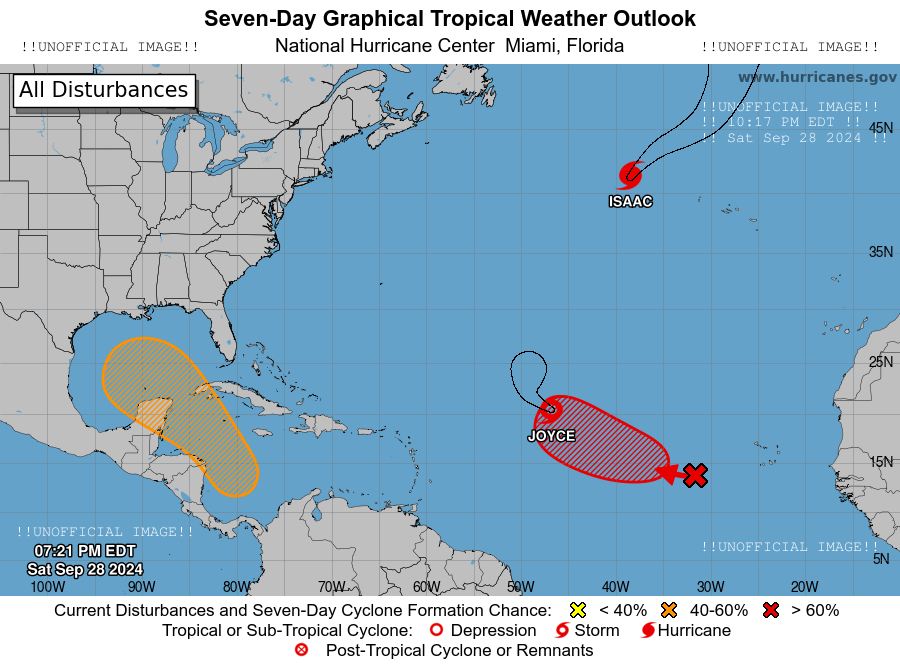 Seven-Day Graphical Tropical Weather Outlook
!!UNOFFICIAL IMAGE!! National Hurricane Center Miami, Florida !!UNOFFICIAL IMAGE!!
www.hurricanes.gov
All Disturbances
!!UNOFFICIAL IMAGE!!
!! 10:17 PM EDT !!
!! Sat Sep 28 2024 !!
45N
ISAAC
35N
25N
JOYCE
15N
!!UNOFFICIAL IMAGE!!
07:21 PM EDT
Sat Sep 28 2024
!!UNOFFICIAL IMAGE!!
5N
100W 90W 80W 70W 60W 50W 40W 30W 20W
Current Disturbances and Seven-Day Cyclone Formation Chance: < 40% 40-60% > 60%
Tropical or Sub-Tropical Cyclone: Depression Storm Hurricane
Post-Tropical Cyclone or Remnants